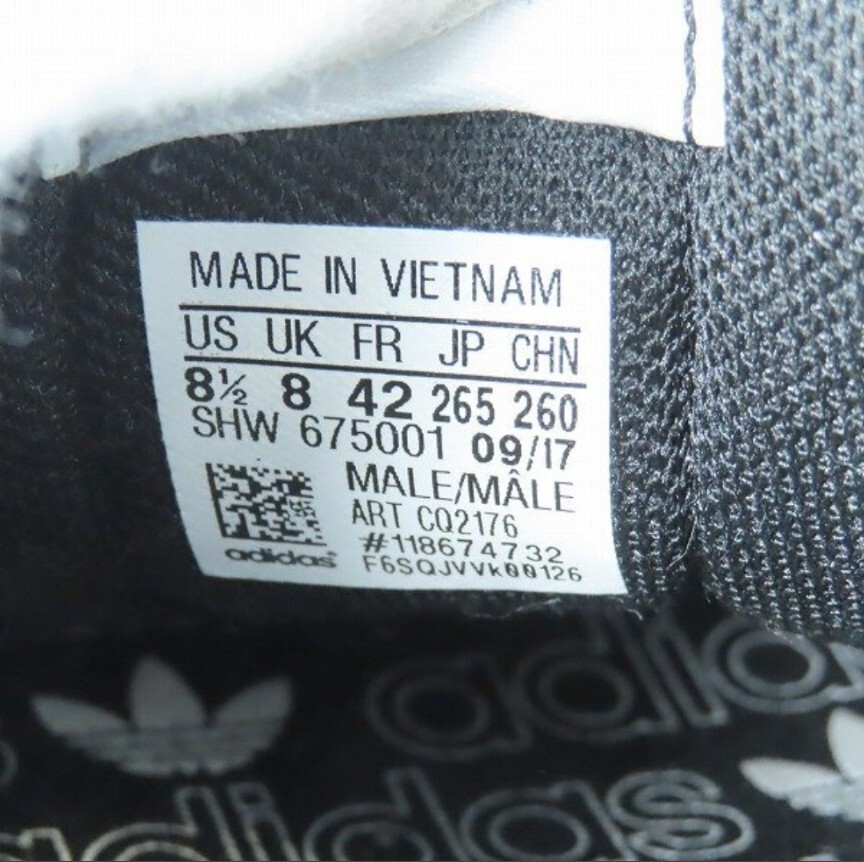 MADE IN VIETNAM
US UK FR JP CHN
8½ 8 42 265 260
SHW 675001 09/17
MALE/MÂLE
ART CQ2176
#118674732
F6SQJVVk00126
adidas
adidas
adidas